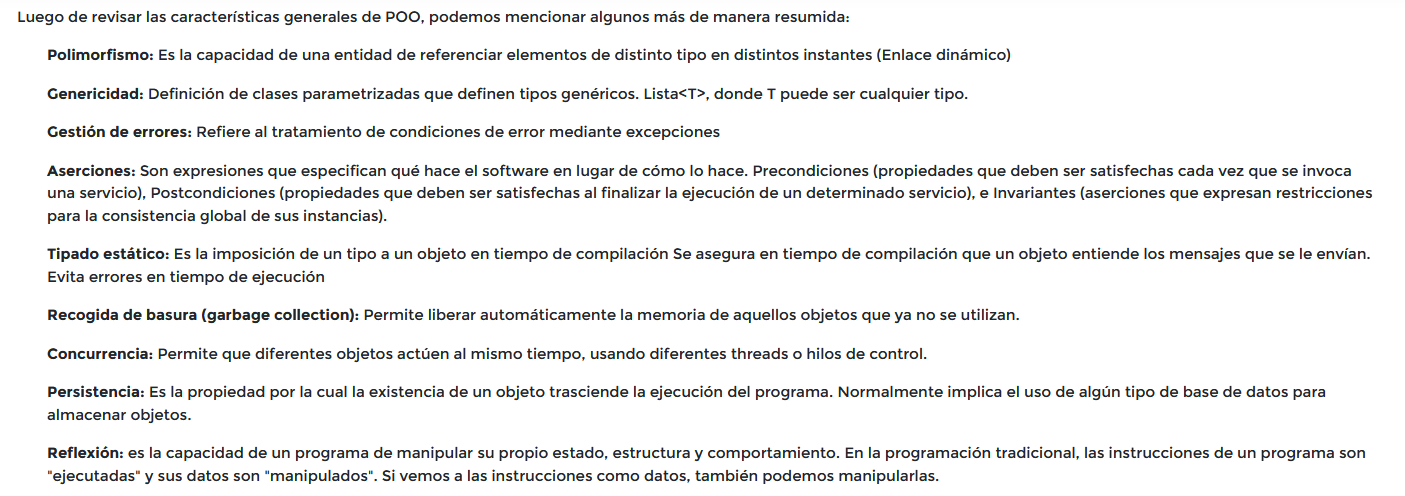 Luego de revisar las características generales de POO, podemos mencionar algunos más de manera resumida:
Polimorfismo: Es la capacidad de una entidad de referenciar elementos de distinto tipo en distintos instantes (Enlace dinámico)
Genericidad: Definición de clases parametrizadas que definen tipos genéricos. Lista<T>, donde T puede ser cualquier tipo.
Gestión de errores: Refiere al tratamiento de condiciones de error mediante excepciones
Aserciones: Son expresiones que especifican qué hace el software en lugar de cómo lo hace. Precondiciones (propiedades que deben ser satisfechas cada vez que se invoca
una servicio), Postcondiciones (propiedades que deben ser satisfechas al finalizar la ejecución de un determinado servicio), e Invariantes (aserciones que expresan restricciones
para la consistencia global de sus instancias).
Tipado estático: Es la imposición de un tipo a un objeto en tiempo de compilación Se asegura en tiempo de compilación que un objeto entiende los mensajes que se le envían.
Evita errores en tiempo de ejecución
Recogida de basura (garbage collection): Permite liberar automáticamente la memoria de aquellos objetos que ya no se utilizan.
Concurrencia: Permite que diferentes objetos actúen al mismo tiempo, usando diferentes threads o hilos de control.
Persistencia: Es la propiedad por la cual la existencia de un objeto trasciende la ejecución del programa. Normalmente implica el uso de algún tipo de base de datos para
almacenar objetos.
Reflexión: es la capacidad de un programa de manipular su propio estado, estructura y comportamiento. En la programación tradicional, las instrucciones de un programa son
"ejecutadas" y sus datos son "manipulados". Si vemos a las instrucciones como datos, también podemos manipularlas.